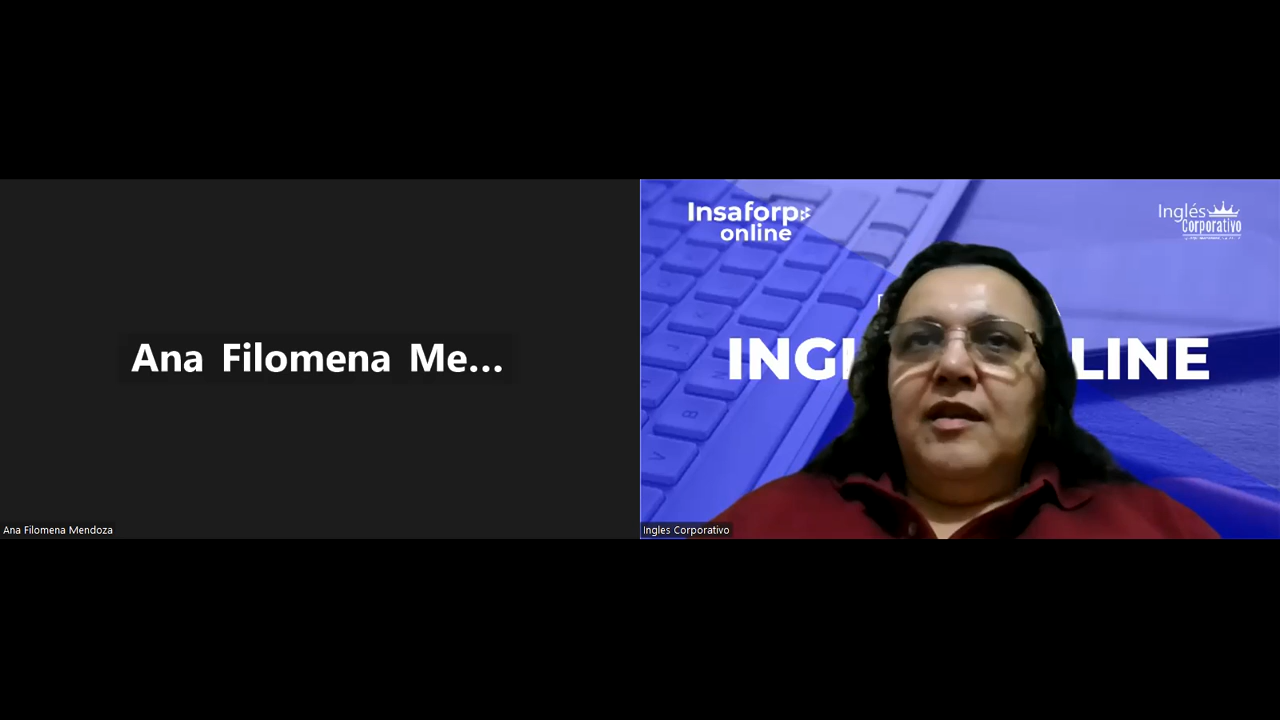 Ana Filomena Me...
Ana Filomena Mendoza
Insaforp
online
Inglés
Corporativo
INGL
LINE
Ingles Corporativo